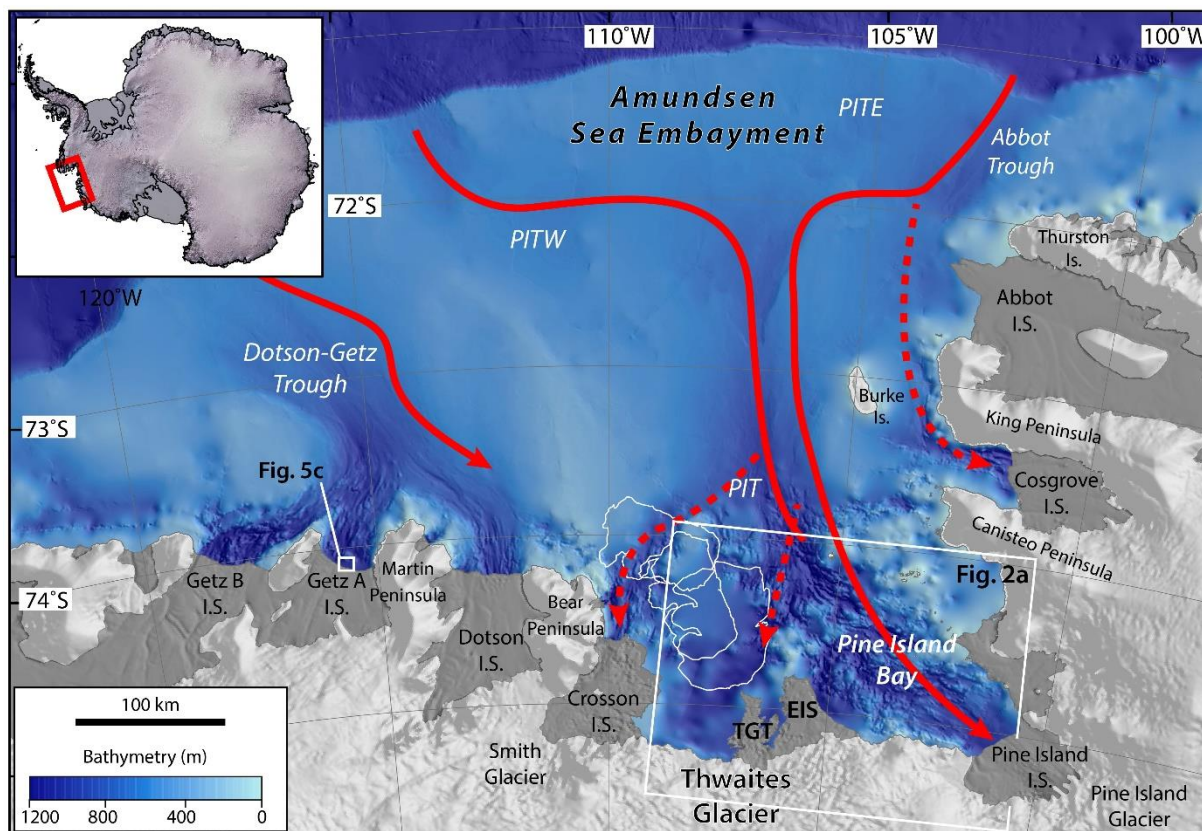 110°W
105°W
100°W
Amundsen
Sea Embayment
PITE
Abbot
Trough
72°S
PITW
Thurston
Is.
120°W
Abbot
I.S.
Dotson-Getz
Trough
Burke
Is.
King Peninsula
73°S
Fig. 5c
PIT
Cosgrove
I.S.
Canisteo Peninsula
Fig. 2a
Getz B
I.S.
Getz A
I.S.
Martin
Peninsula
74°S
Bear
Peninsula
Dotson
I.S.
Pine Island
Bay
Crosson
I.S.
EIS
TGT
100 km
Smith
Glacier
Thwaites
Glacier
Pine Island
I.S.
Pine Island
Glacier
Bathymetry (m)
1200 800 400 0